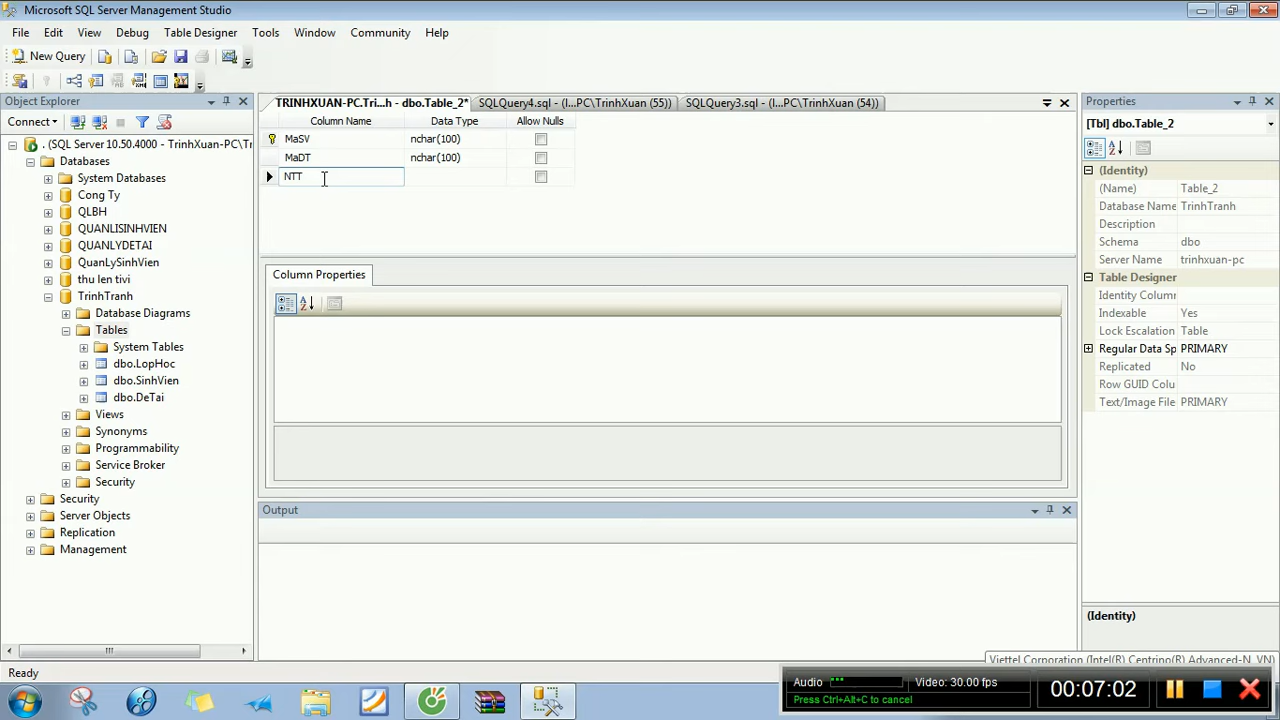 Microsoft SQL Server Management Studio
File Edit View Debug Table Designer Tools Window Community Help
New Query
Object Explorer
Connect
. (SQL Server 10.50.4000 - TrinhXuan-PC\Tr
Databases
System Databases
Cong Ty
QLBH
QUANLISINHVIEN
QUANLYDETAI
QuanLySinhVien
thu len tivi
TrinhTranh
Database Diagrams
Tables
System Tables
dbo.LopHoc
dbo.SinhVien
dbo.DeTai
Views
Synonyms
Programmability
Service Broker
Security
Security
Server Objects
Replication
Management
TRINHXUAN-PC.Tri...h - dbo.Table_2* SQLQuery4.sql - (l...PC\TrinhXuan (55)) SQLQuery3.sql - (l...PC\TrinhXuan (54))
Column Name Data Type Allow Nulls
MaSV nchar(100)
MaDT nchar(100)
NTT
Column Properties
Output
Properties
[Tbl] dbo.Table_2
(Identity)
(Name) Table_2
Database Name TrinhTranh
Description
Schema dbo
Server Name trinhxuan-pc
Table Designer
Identity Column
Indexable Yes
Lock Escalation Table
Regular Data Sp PRIMARY
Replicated No
Row GUID Colu
Text/Image File PRIMARY
(Identity)
Ready
Viettel Corporation (Intel(R) Centrino(R) Advanced-N, VN)
Audio Video: 30.00 fps
Press Ctrl+Alt+C to cancel
00:07:02